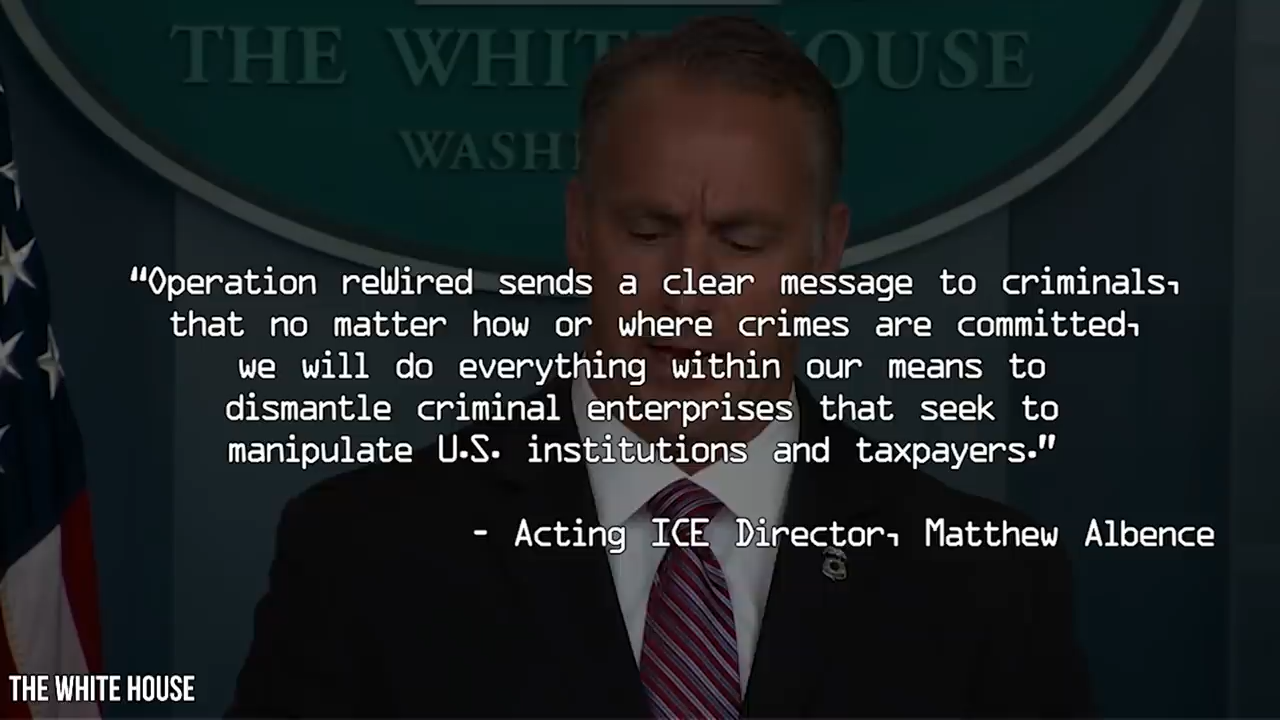 THE WHITE HOUSE
WASHI
“Operation reWired sends a clear message to criminals,
that no matter how or where crimes are committed,
we will do everything within our means to
dismantle criminal enterprises that seek to
manipulate U.S. institutions and taxpayers.”
- Acting ICE Director, Matthew Albence
THE WHITE HOUSE